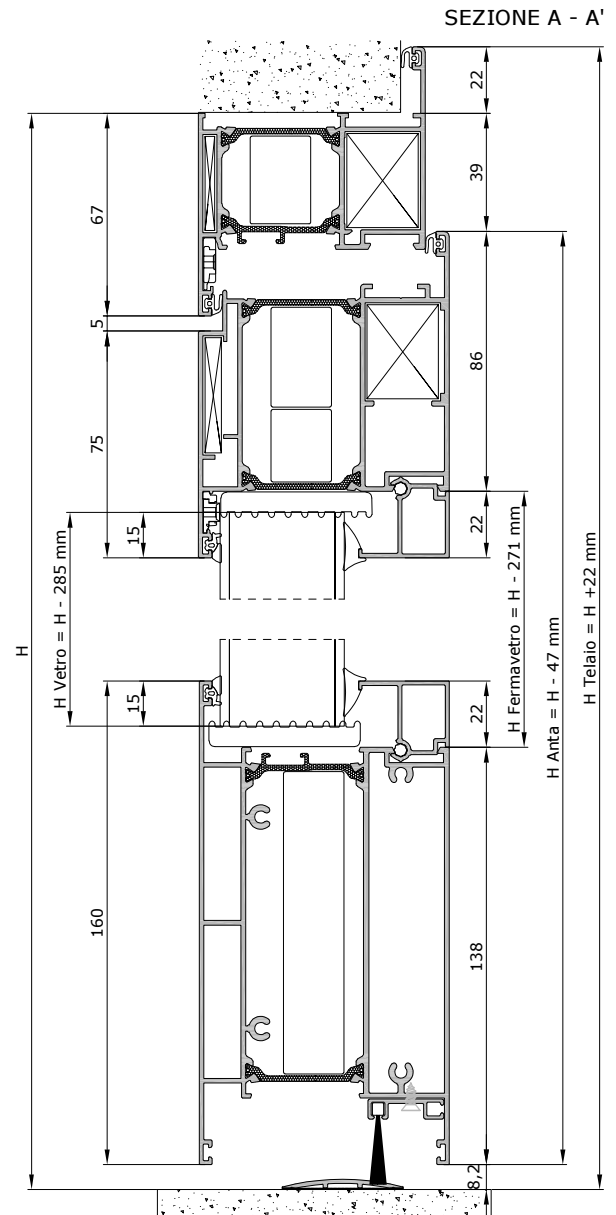 SEZIONE A - A'
22
39
67
5
86
75
15
22
H Vetro = H - 285 mm
H Fermavetro = H - 271 mm
H Anta = H - 47 mm
H Telaio = H +22 mm
H
15
22
160
138
8,2